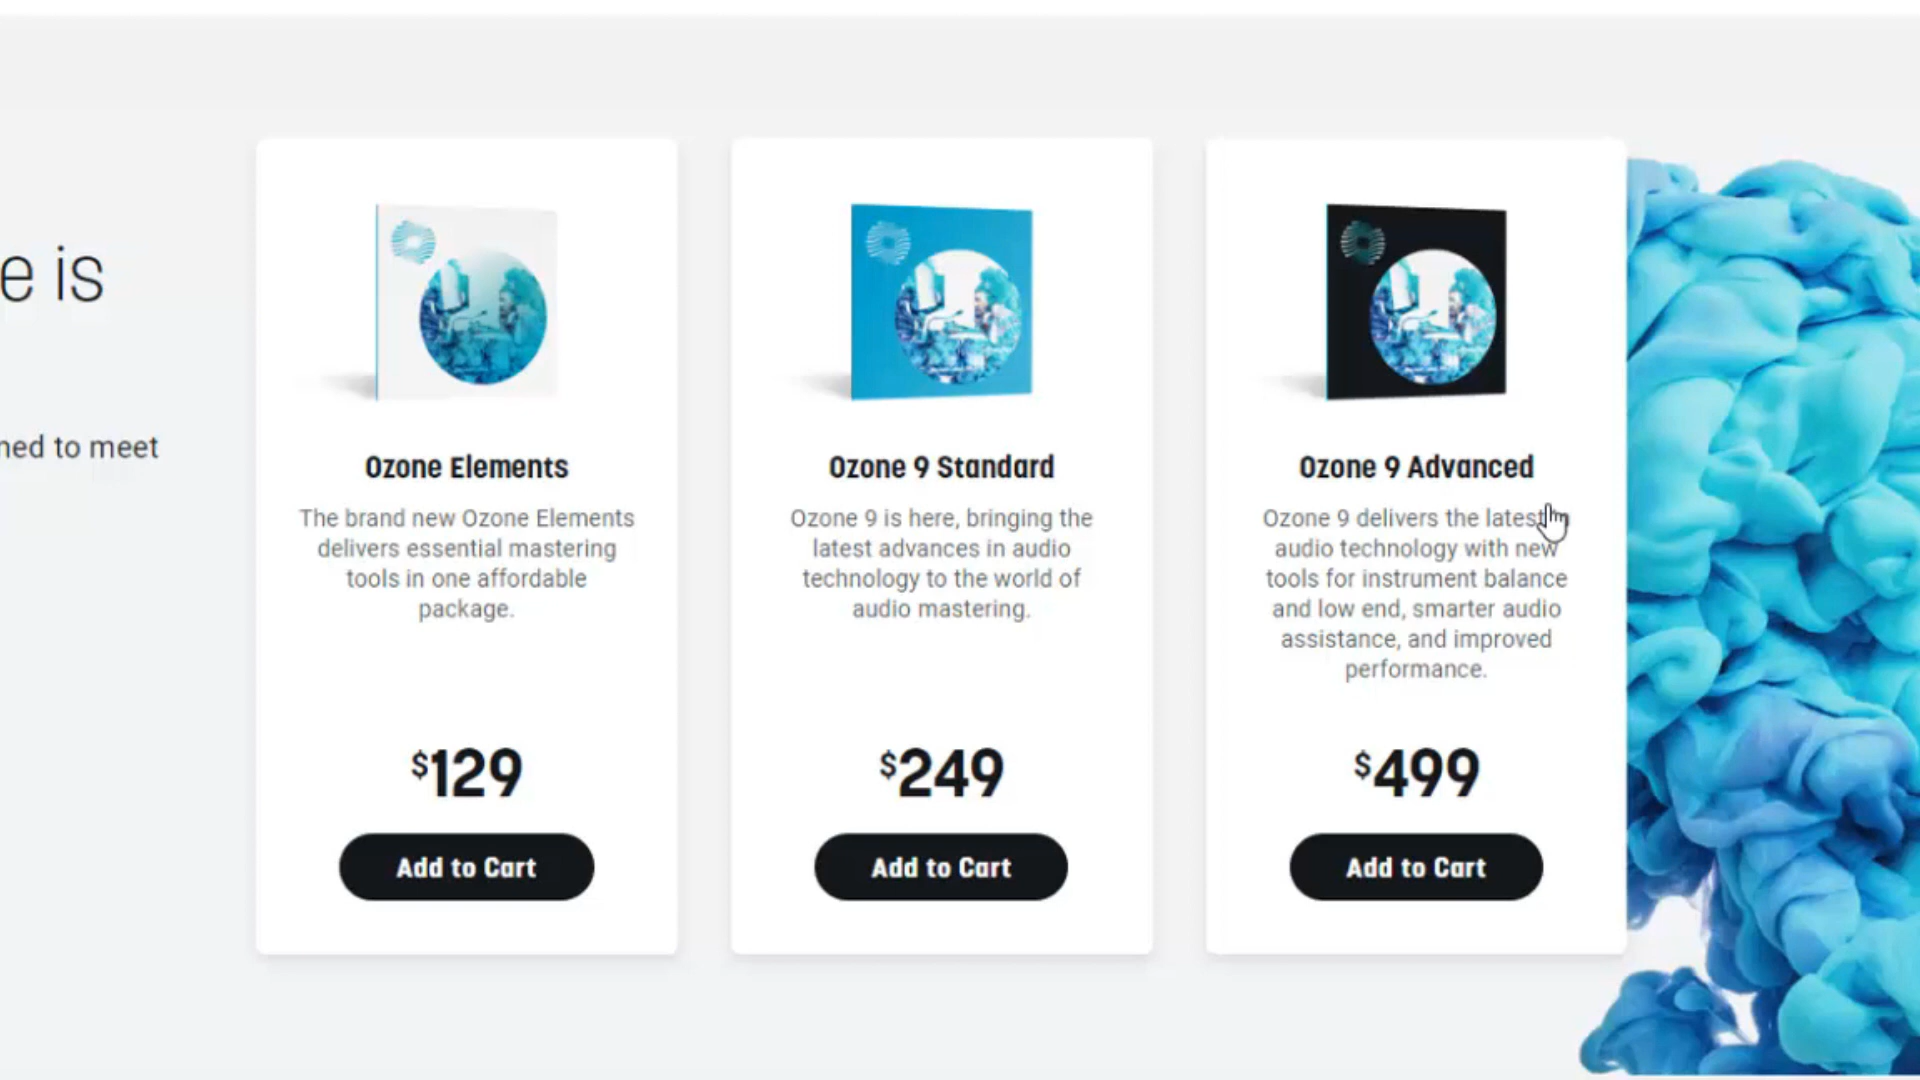 e is
ned to meet
Ozone Elements
The brand new Ozone Elements
delivers essential mastering
tools in one affordable
package.
$129
Add to Cart
Ozone 9 Standard
Ozone 9 is here, bringing the
latest advances in audio
technology to the world of
audio mastering.
$249
Add to Cart
Ozone 9 Advanced
Ozone 9 delivers the latest in
audio technology with new
tools for instrument balance
and low end, smarter audio
assistance, and improved
performance.
$499
Add to Cart